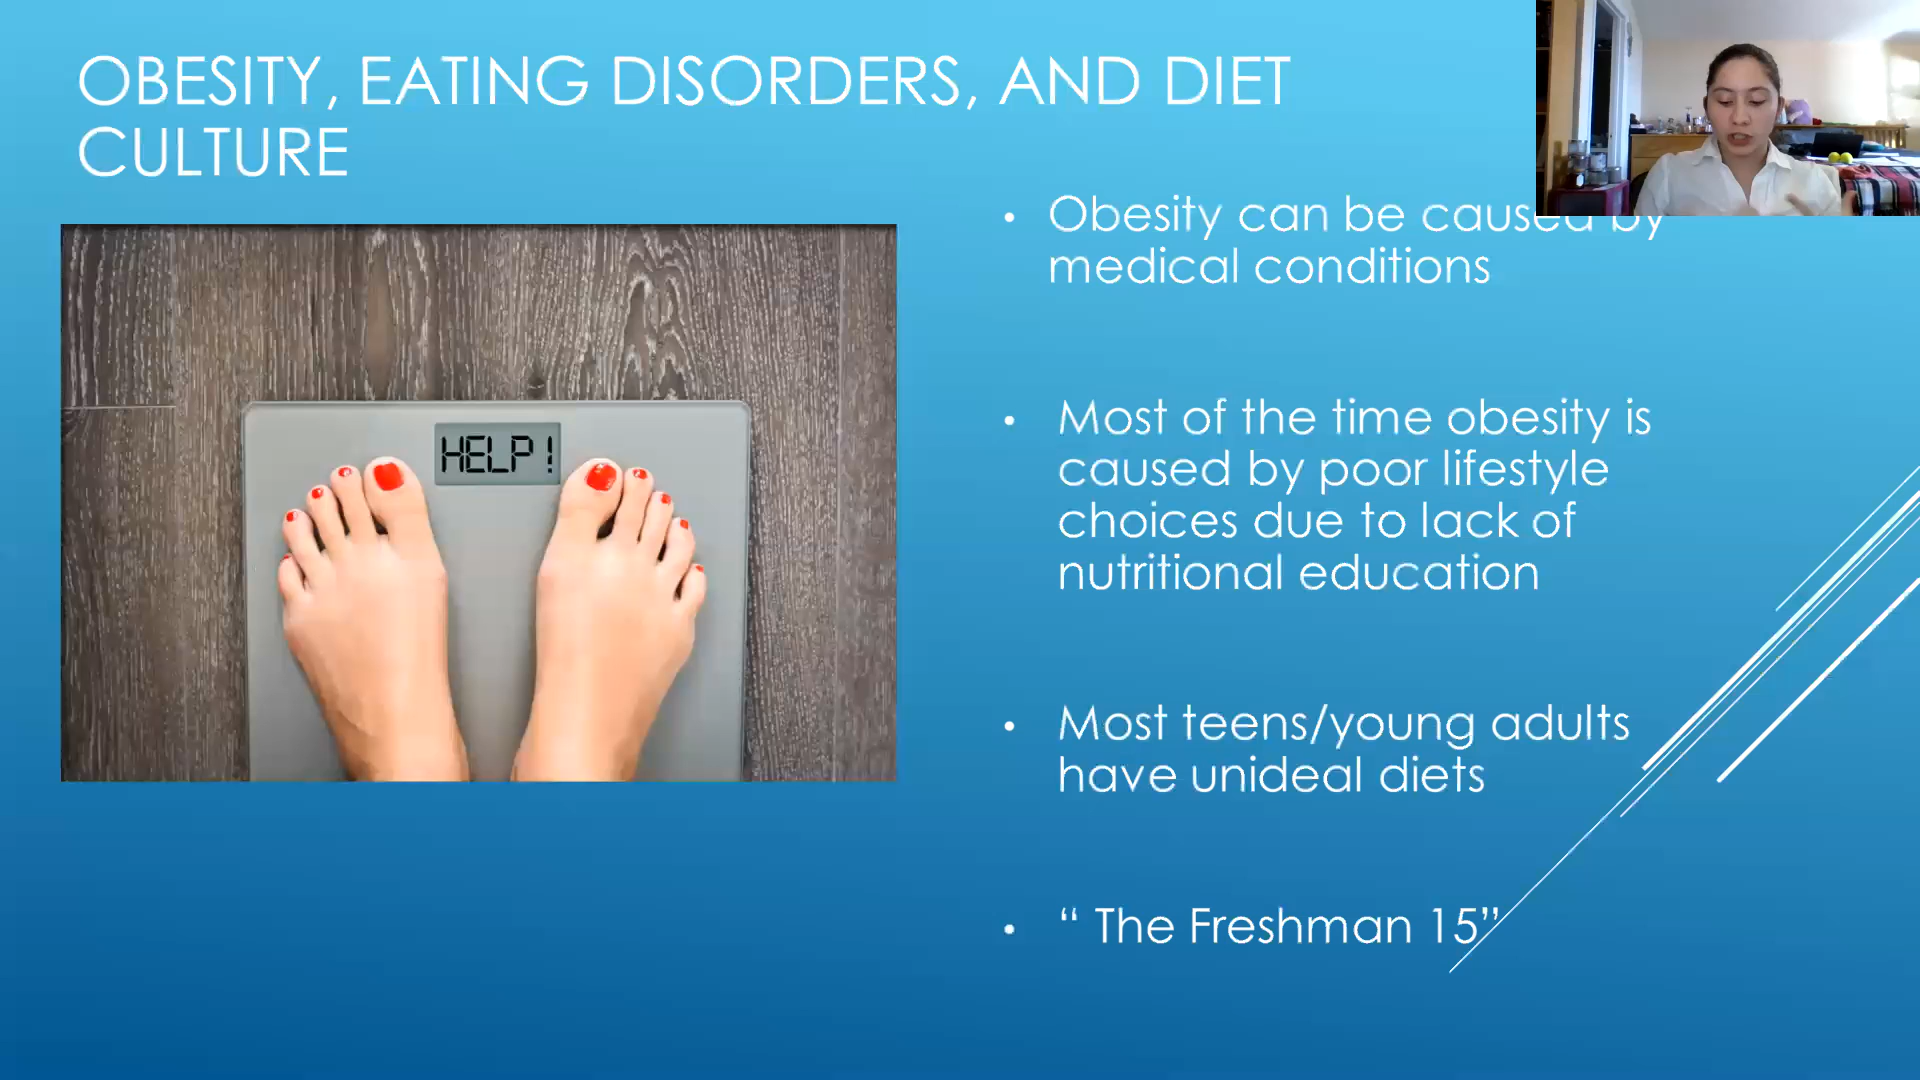 OBESITY, EATING DISORDERS, AND DIET
CULTURE
HELP!
• Obesity can be caused by
medical conditions
• Most of the time obesity is
caused by poor lifestyle
choices due to lack of
nutritional education
• Most teens/young adults
have unideal diets
• “ The Freshman 15”